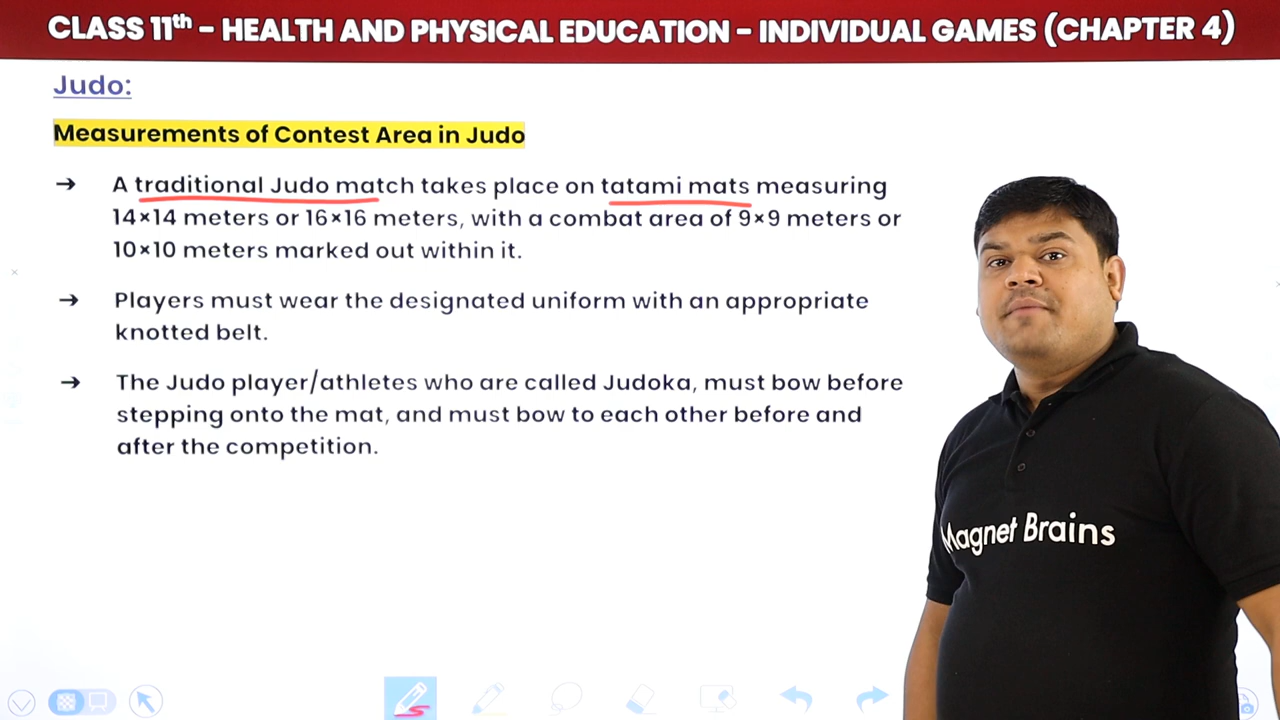 CLASS 11th – HEALTH AND PHYSICAL EDUCATION – INDIVIDUAL GAMES (CHAPTER 4)
Judo:
Measurements of Contest Area in Judo
→ A traditional Judo match takes place on tatami mats measuring
14×14 meters or 16×16 meters, with a combat area of 9×9 meters or
10×10 meters marked out within it.
→ Players must wear the designated uniform with an appropriate
knotted belt.
→ The Judo player/athletes who are called Judoka, must bow before
stepping onto the mat, and must bow to each other before and
after the competition.
Magnet Brains